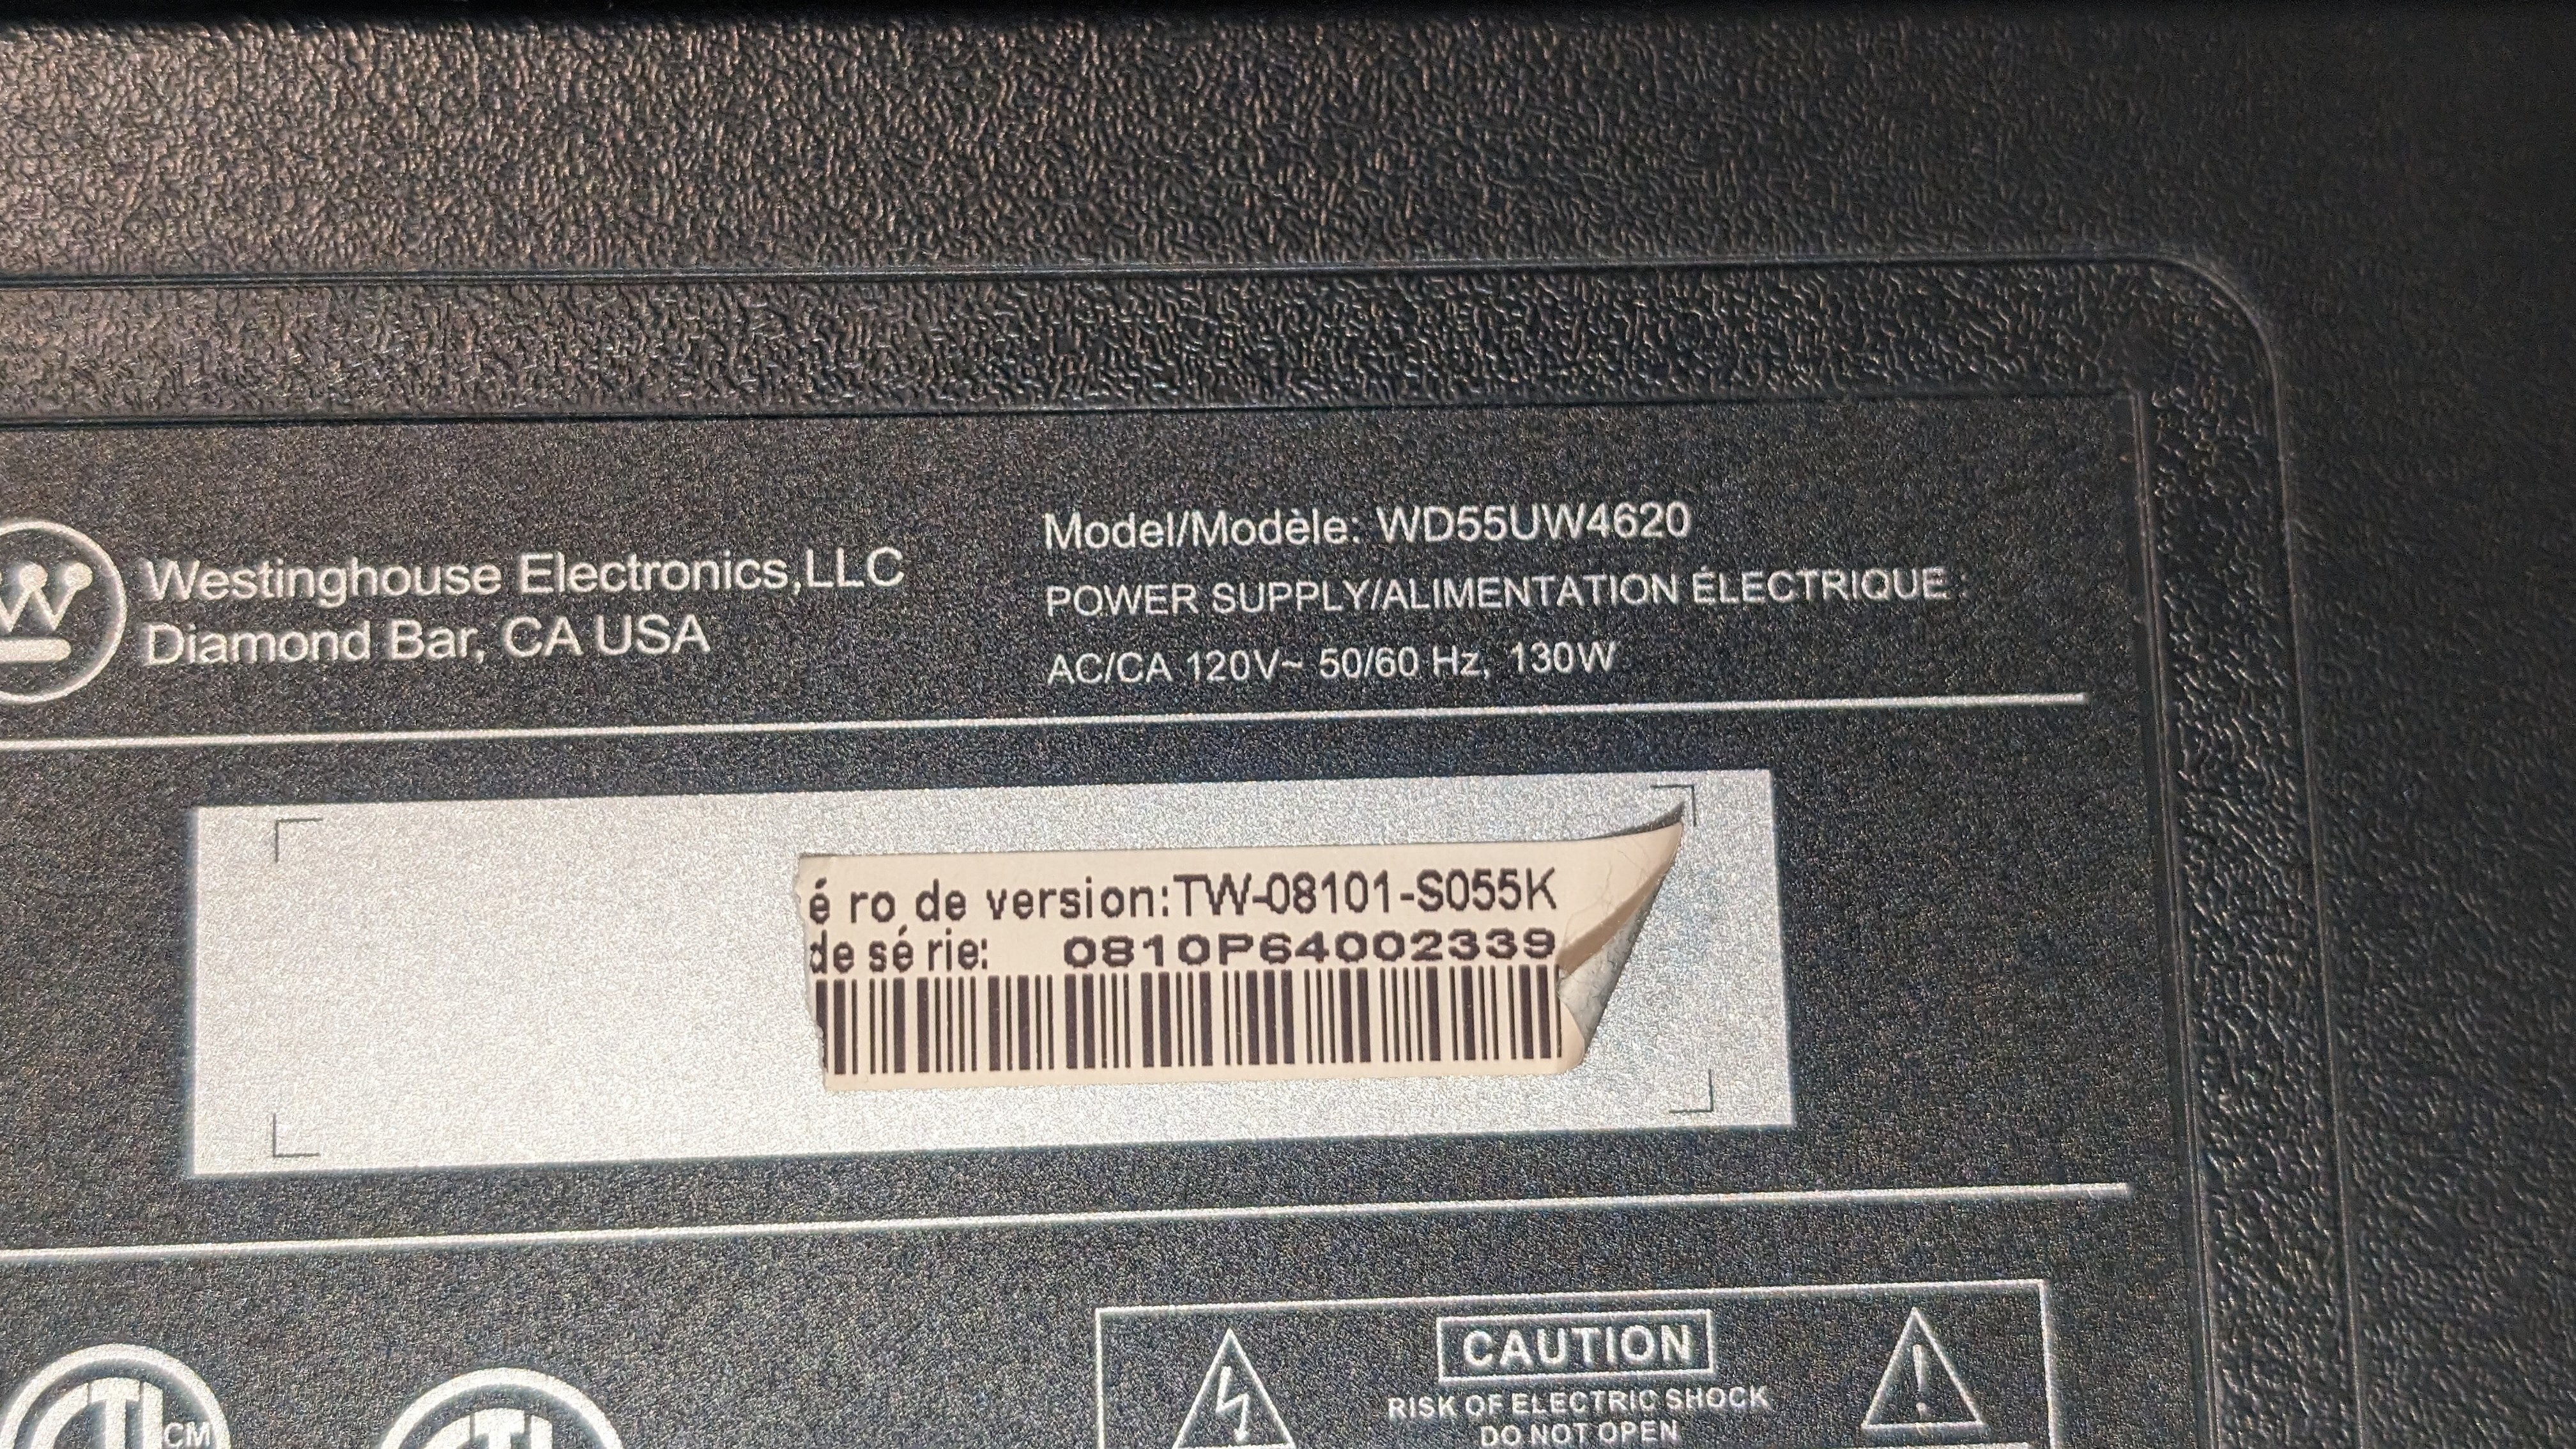 Westinghouse Electronics,LLC
Diamond Bar, CA USA
Model/Modèle: WD55UW4620
POWER SUPPLY/ALIMENTATION ÉLECTRIQUE :
AC/CA 120V~ 50/60 Hz, 130W
é ro de version:TW-08101-S055K
de sé rie: 0810P64002339
CM
CAUTION
RISK OF ELECTRIC SHOCK
DO NOT OPEN